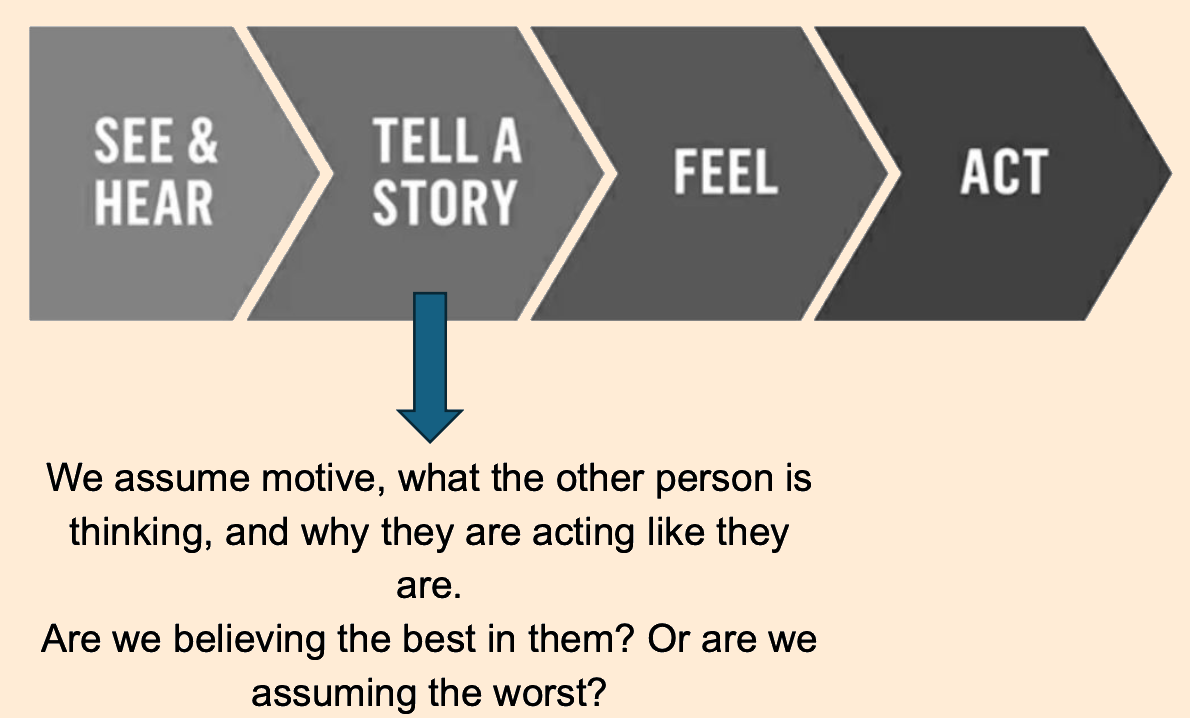 SEE &
HEAR
TELL A
STORY
FEEL
ACT
We assume motive, what the other person is
thinking, and why they are acting like they
are.
Are we believing the best in them? Or are we
assuming the worst?